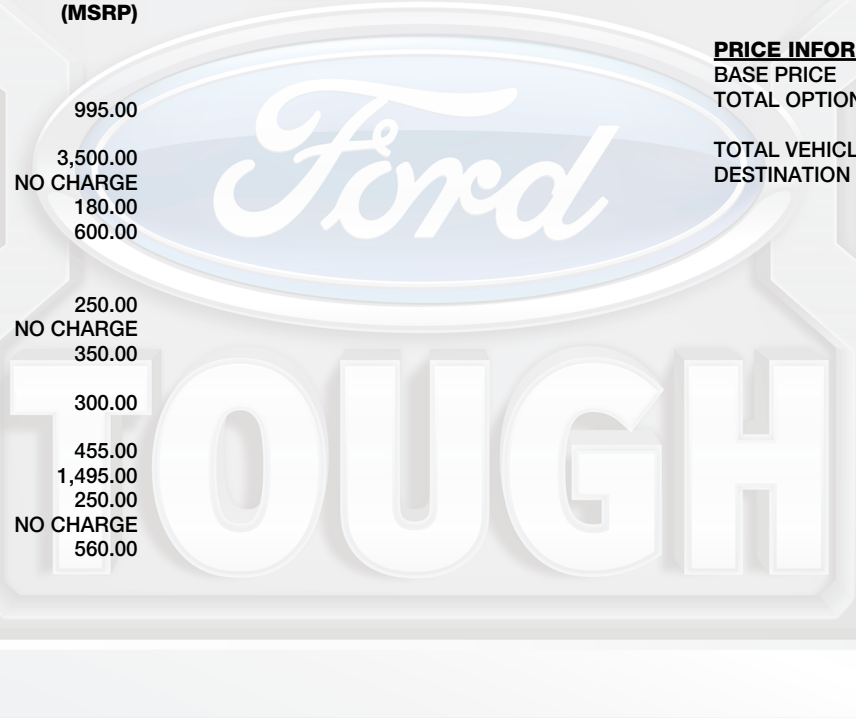 (MSRP)
995.00
3,500.00
NO CHARGE
180.00
600.00
250.00
NO CHARGE
350.00
300.00
455.00
1,495.00
250.00
NO CHARGE
560.00
PRICE INFOR
BASE PRICE
TOTAL OPTION
TOTAL VEHICL
DESTINATION
Ford
TOUGH